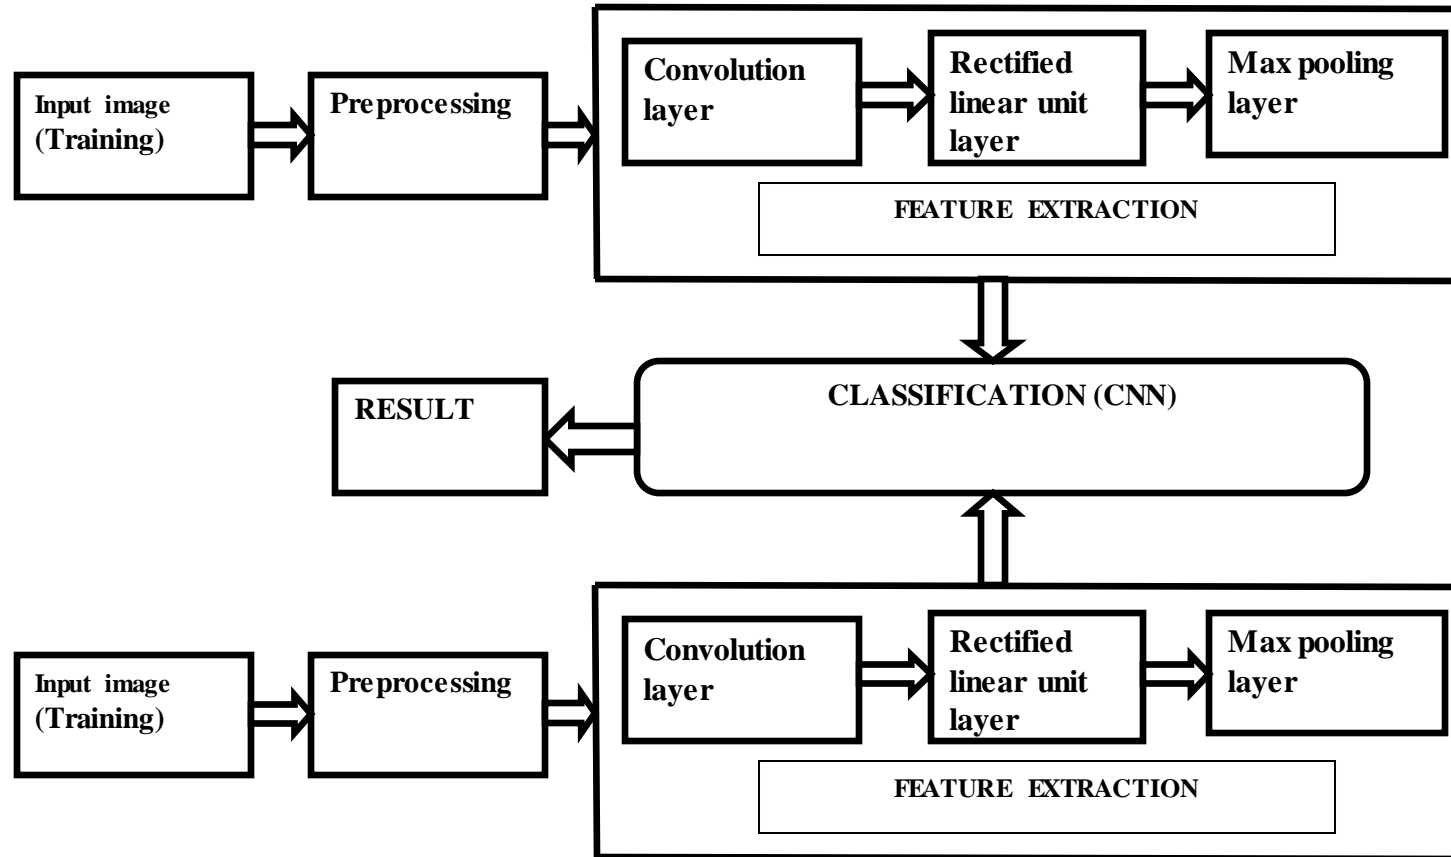 Input image
(Training)
Preprocessing
Convolution
layer
Rectified
linear unit
layer
Max pooling
layer
FEATURE EXTRACTION
RESULT
CLASSIFICATION (CNN)
Input image
(Training)
Preprocessing
Convolution
layer
Rectified
linear unit
layer
Max pooling
layer
FEATURE EXTRACTION